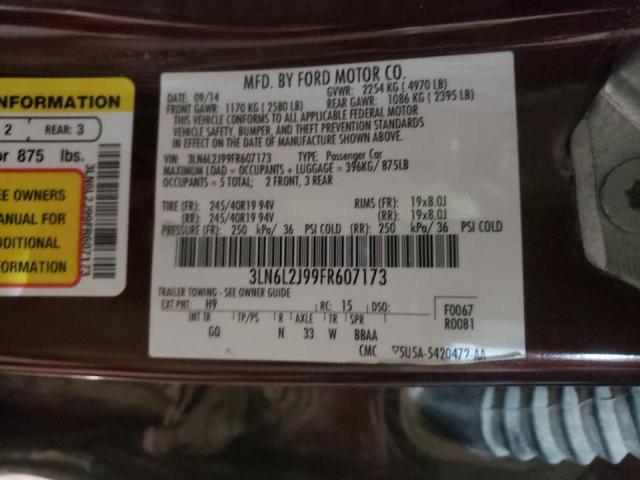 NFORMATION
2 REAR: 3
or 875 lbs.
3LN6L2J99FR607173
EE OWNERS
ANUAL FOR
DDITIONAL
FORMATION
MFD. BY FORD MOTOR CO.
DATE: 09/14 GVWR: 2254 KG ( 4970 LB)
FRONT GAWR: 1170 KG ( 2580 LB) REAR GAWR: 1086 KG ( 2395 LB)
THIS VEHICLE CONFORMS TO ALL APPLICABLE FEDERAL MOTOR
VEHICLE SAFETY, BUMPER, AND THEFT PREVENTION STANDARDS
IN EFFECT ON THE DATE OF MANUFACTURE SHOWN ABOVE.
VIN: 3LN6L2J99FR607173 TYPE: Passenger Car
MAXIMUM LOAD = OCCUPANTS + LUGGAGE = 396KG/ 875LB
OCCUPANTS = 5 TOTAL; 2 FRONT, 3 REAR
TIRE (FR): 245/40R19 94V RIMS (FR): 19x8.0J
(RR): 245/40R19 94V (RR): 19x8.0J
PRESSURE (FR): 250 kPa/ 36 PSI COLD (RR): 250 kPa/ 36 PSI COLD
3LN6L2J99FR607173
TRAILER TOWING - SEE OWNER GUIDE
EXT PNT: H9 RC: 15 DSO:
INT TR TP/PS R AXLE TR SPR
GQ N 33 W BBAA
F0067
R0081
CMC 5U5A-5420472-AA